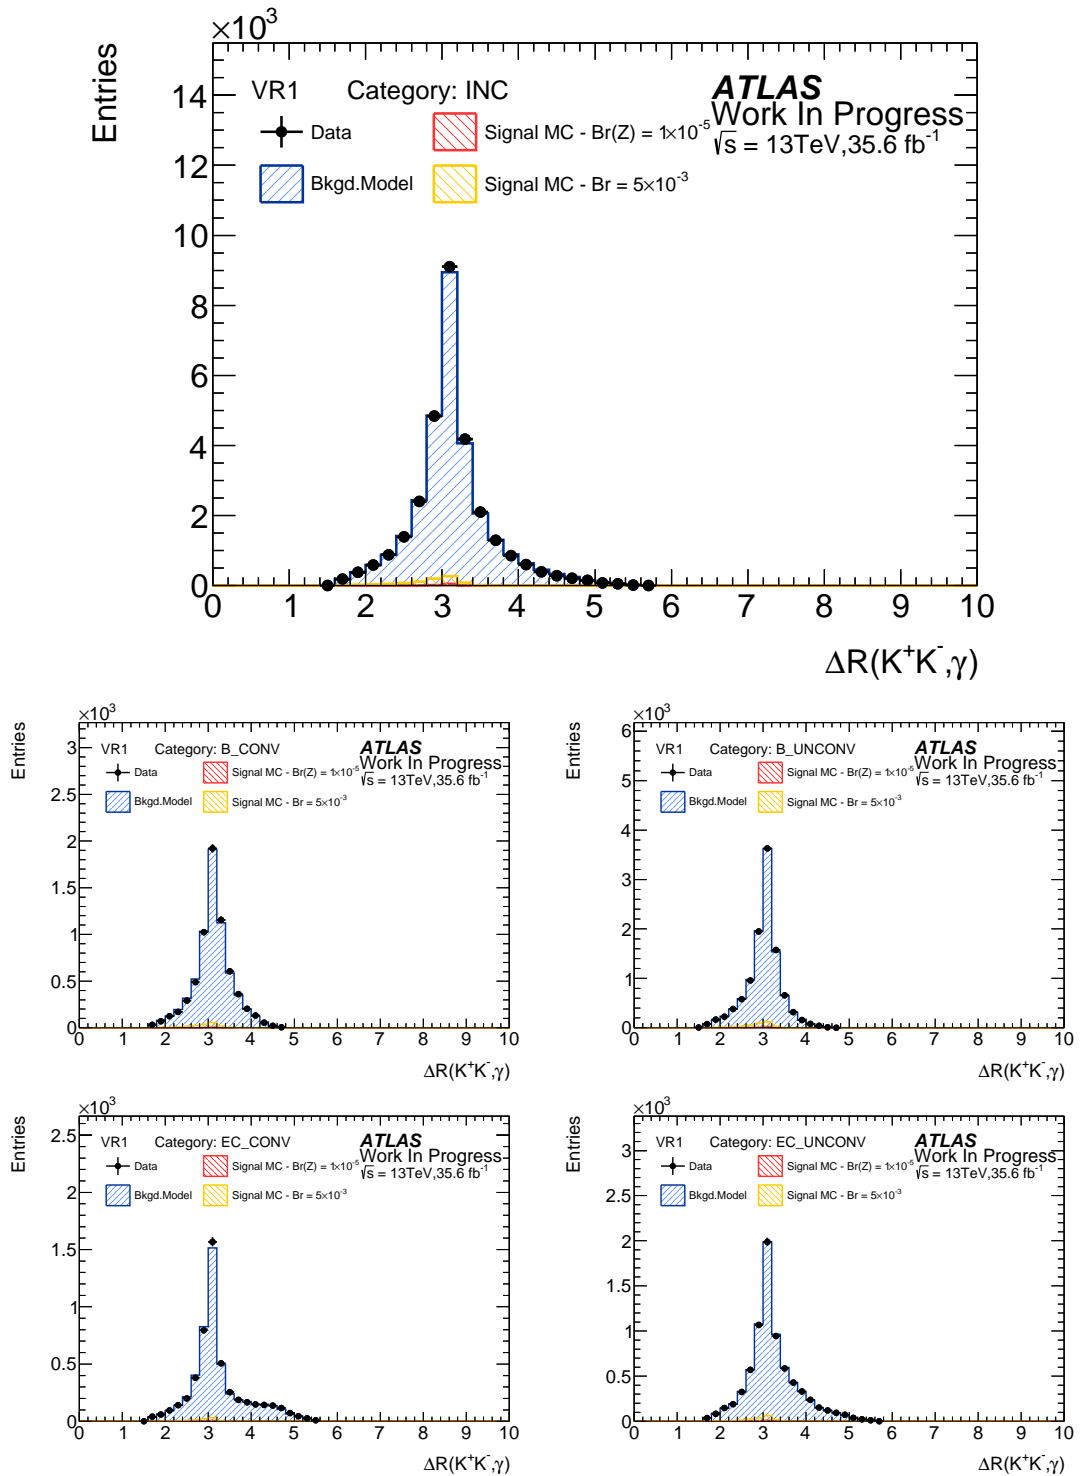 ×10³
Entries
VR1 Category: INC
ATLAS
Work In Progress
√s = 13TeV,35.6 fb⁻¹
Data
Signal MC - Br(Z) = 1×10⁻⁵
Bkgd.Model
Signal MC - Br = 5×10⁻³
14
12
10
8
6
4
2
0
0 1 2 3 4 5 6 7 8 9 10
ΔR(K⁺K⁻,γ)
×10³
Entries
VR1 Category: B_CONV
ATLAS
Work In Progress
√s = 13TeV,35.6 fb⁻¹
Data
Signal MC - Br(Z) = 1×10⁻⁵
Bkgd.Model
Signal MC - Br = 5×10⁻³
3
2.5
2
1.5
1
0.5
0
0 1 2 3 4 5 6 7 8 9 10
ΔR(K⁺K⁻,γ)
×10³
Entries
VR1 Category: B_UNCONV
ATLAS
Work In Progress
√s = 13TeV,35.6 fb⁻¹
Data
Signal MC - Br(Z) = 1×10⁻⁵
Bkgd.Model
Signal MC - Br = 5×10⁻³
6
5
4
3
2
1
0
0 1 2 3 4 5 6 7 8 9 10
ΔR(K⁺K⁻,γ)
×10³
Entries
VR1 Category: EC_CONV
ATLAS
Work In Progress
√s = 13TeV,35.6 fb⁻¹
Data
Signal MC - Br(Z) = 1×10⁻⁵
Bkgd.Model
Signal MC - Br = 5×10⁻³
2.5
2
1.5
1
0.5
0
0 1 2 3 4 5 6 7 8 9 10
ΔR(K⁺K⁻,γ)
×10³
Entries
VR1 Category: EC_UNCONV
ATLAS
Work In Progress
√s = 13TeV,35.6 fb⁻¹
Data
Signal MC - Br(Z) = 1×10⁻⁵
Bkgd.Model
Signal MC - Br = 5×10⁻³
3
2.5
2
1.5
1
0.5
0
0 1 2 3 4 5 6 7 8 9 10
ΔR(K⁺K⁻,γ)